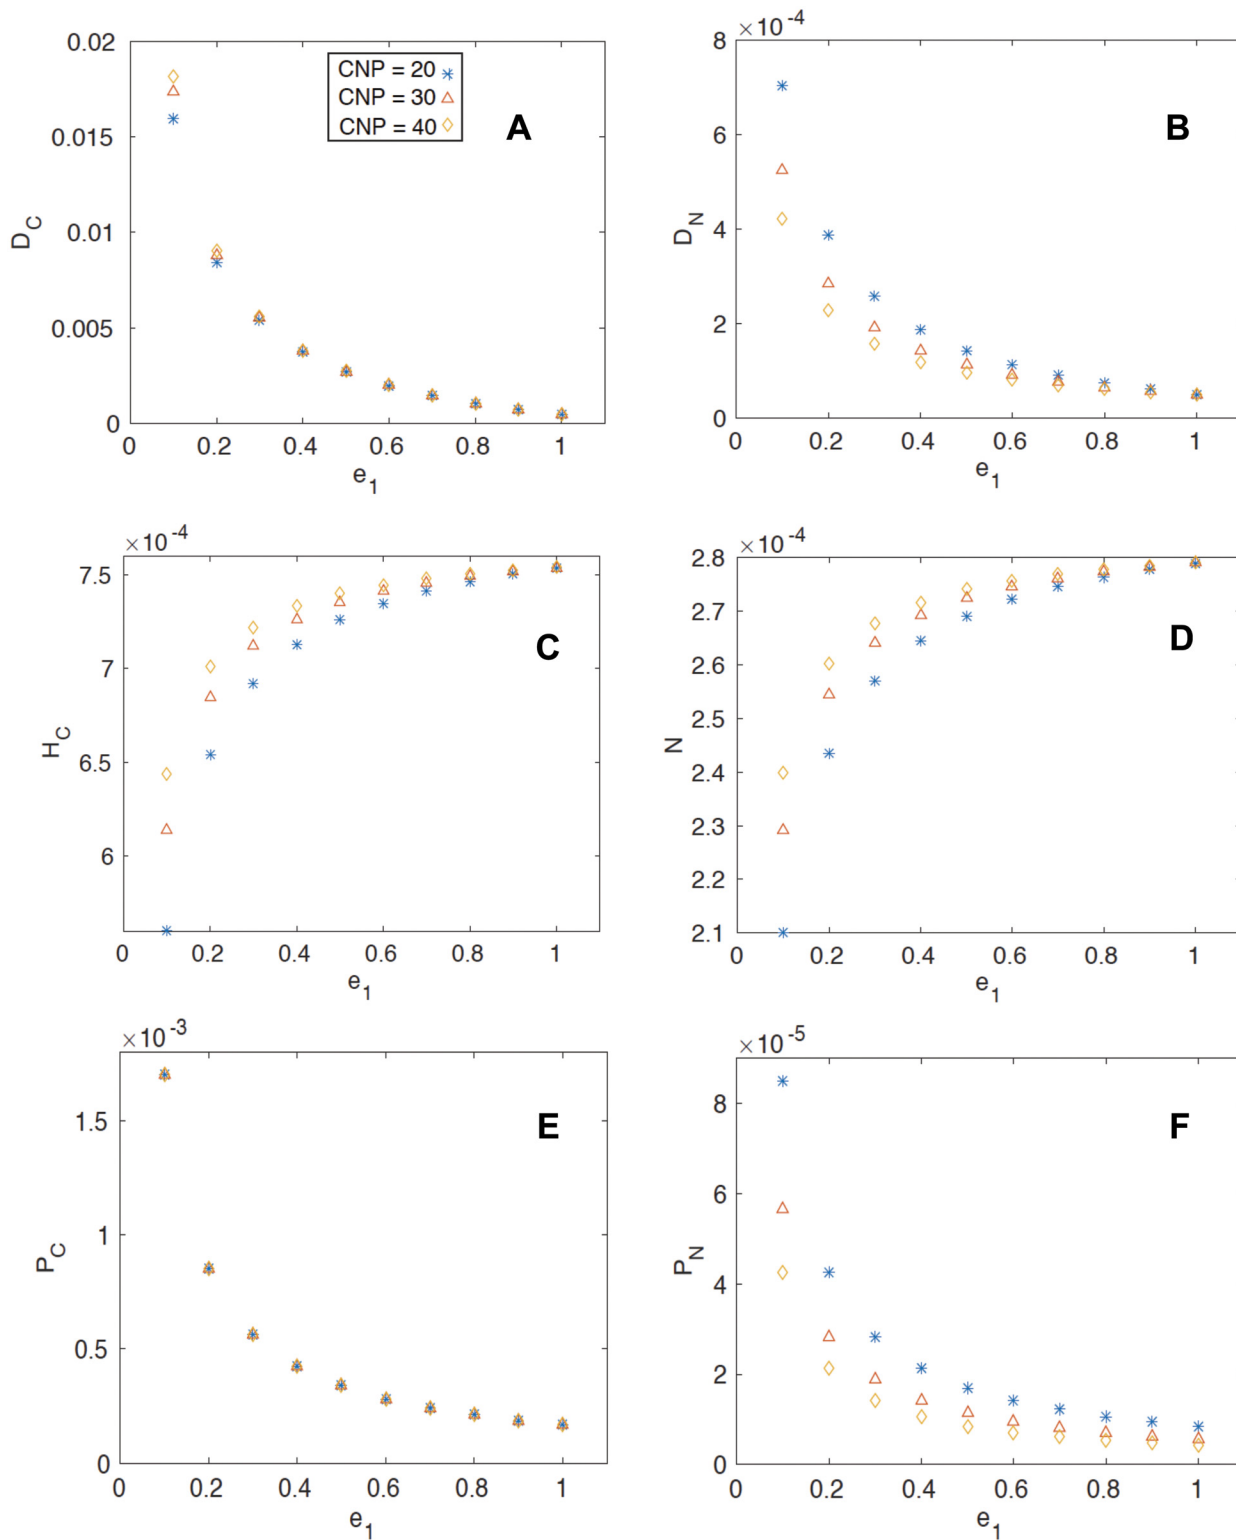 0.02
0.015
0.01
0.005
0
0 0.2 0.4 0.6 0.8 1
D_C
e_1
CNP = 20
CNP = 30
CNP = 40
A
×10^-4
8
6
4
2
0
0 0.2 0.4 0.6 0.8 1
D_N
e_1
B
×10^-4
7.5
7
6.5
6
0 0.2 0.4 0.6 0.8 1
H_C
e_1
C
×10^-4
2.8
2.7
2.6
2.5
2.4
2.3
2.2
2.1
0 0.2 0.4 0.6 0.8 1
N
e_1
D
×10^-3
1.5
1
0.5
0
0 0.2 0.4 0.6 0.8 1
P_C
e_1
E
×10^-5
8
6
4
2
0
0 0.2 0.4 0.6 0.8 1
P_N
e_1
F